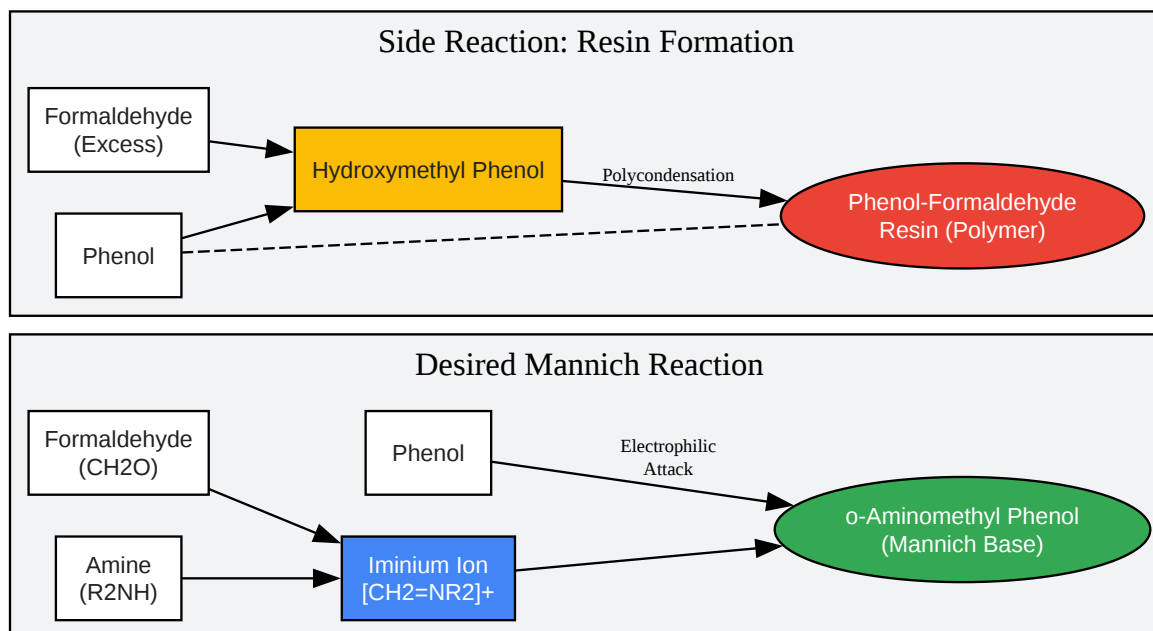 Side Reaction: Resin Formation
Formaldehyde
(Excess)
Hydroxymethyl Phenol
Polycondensation
Phenol-Formaldehyde
Resin (Polymer)
Phenol
Desired Mannich Reaction
Formaldehyde
(CH2O)
Phenol
Electrophilic
Attack
o-Aminomethyl Phenol
(Mannich Base)
Amine
(R2NH)
Iminium Ion
[CH2=NR2]+